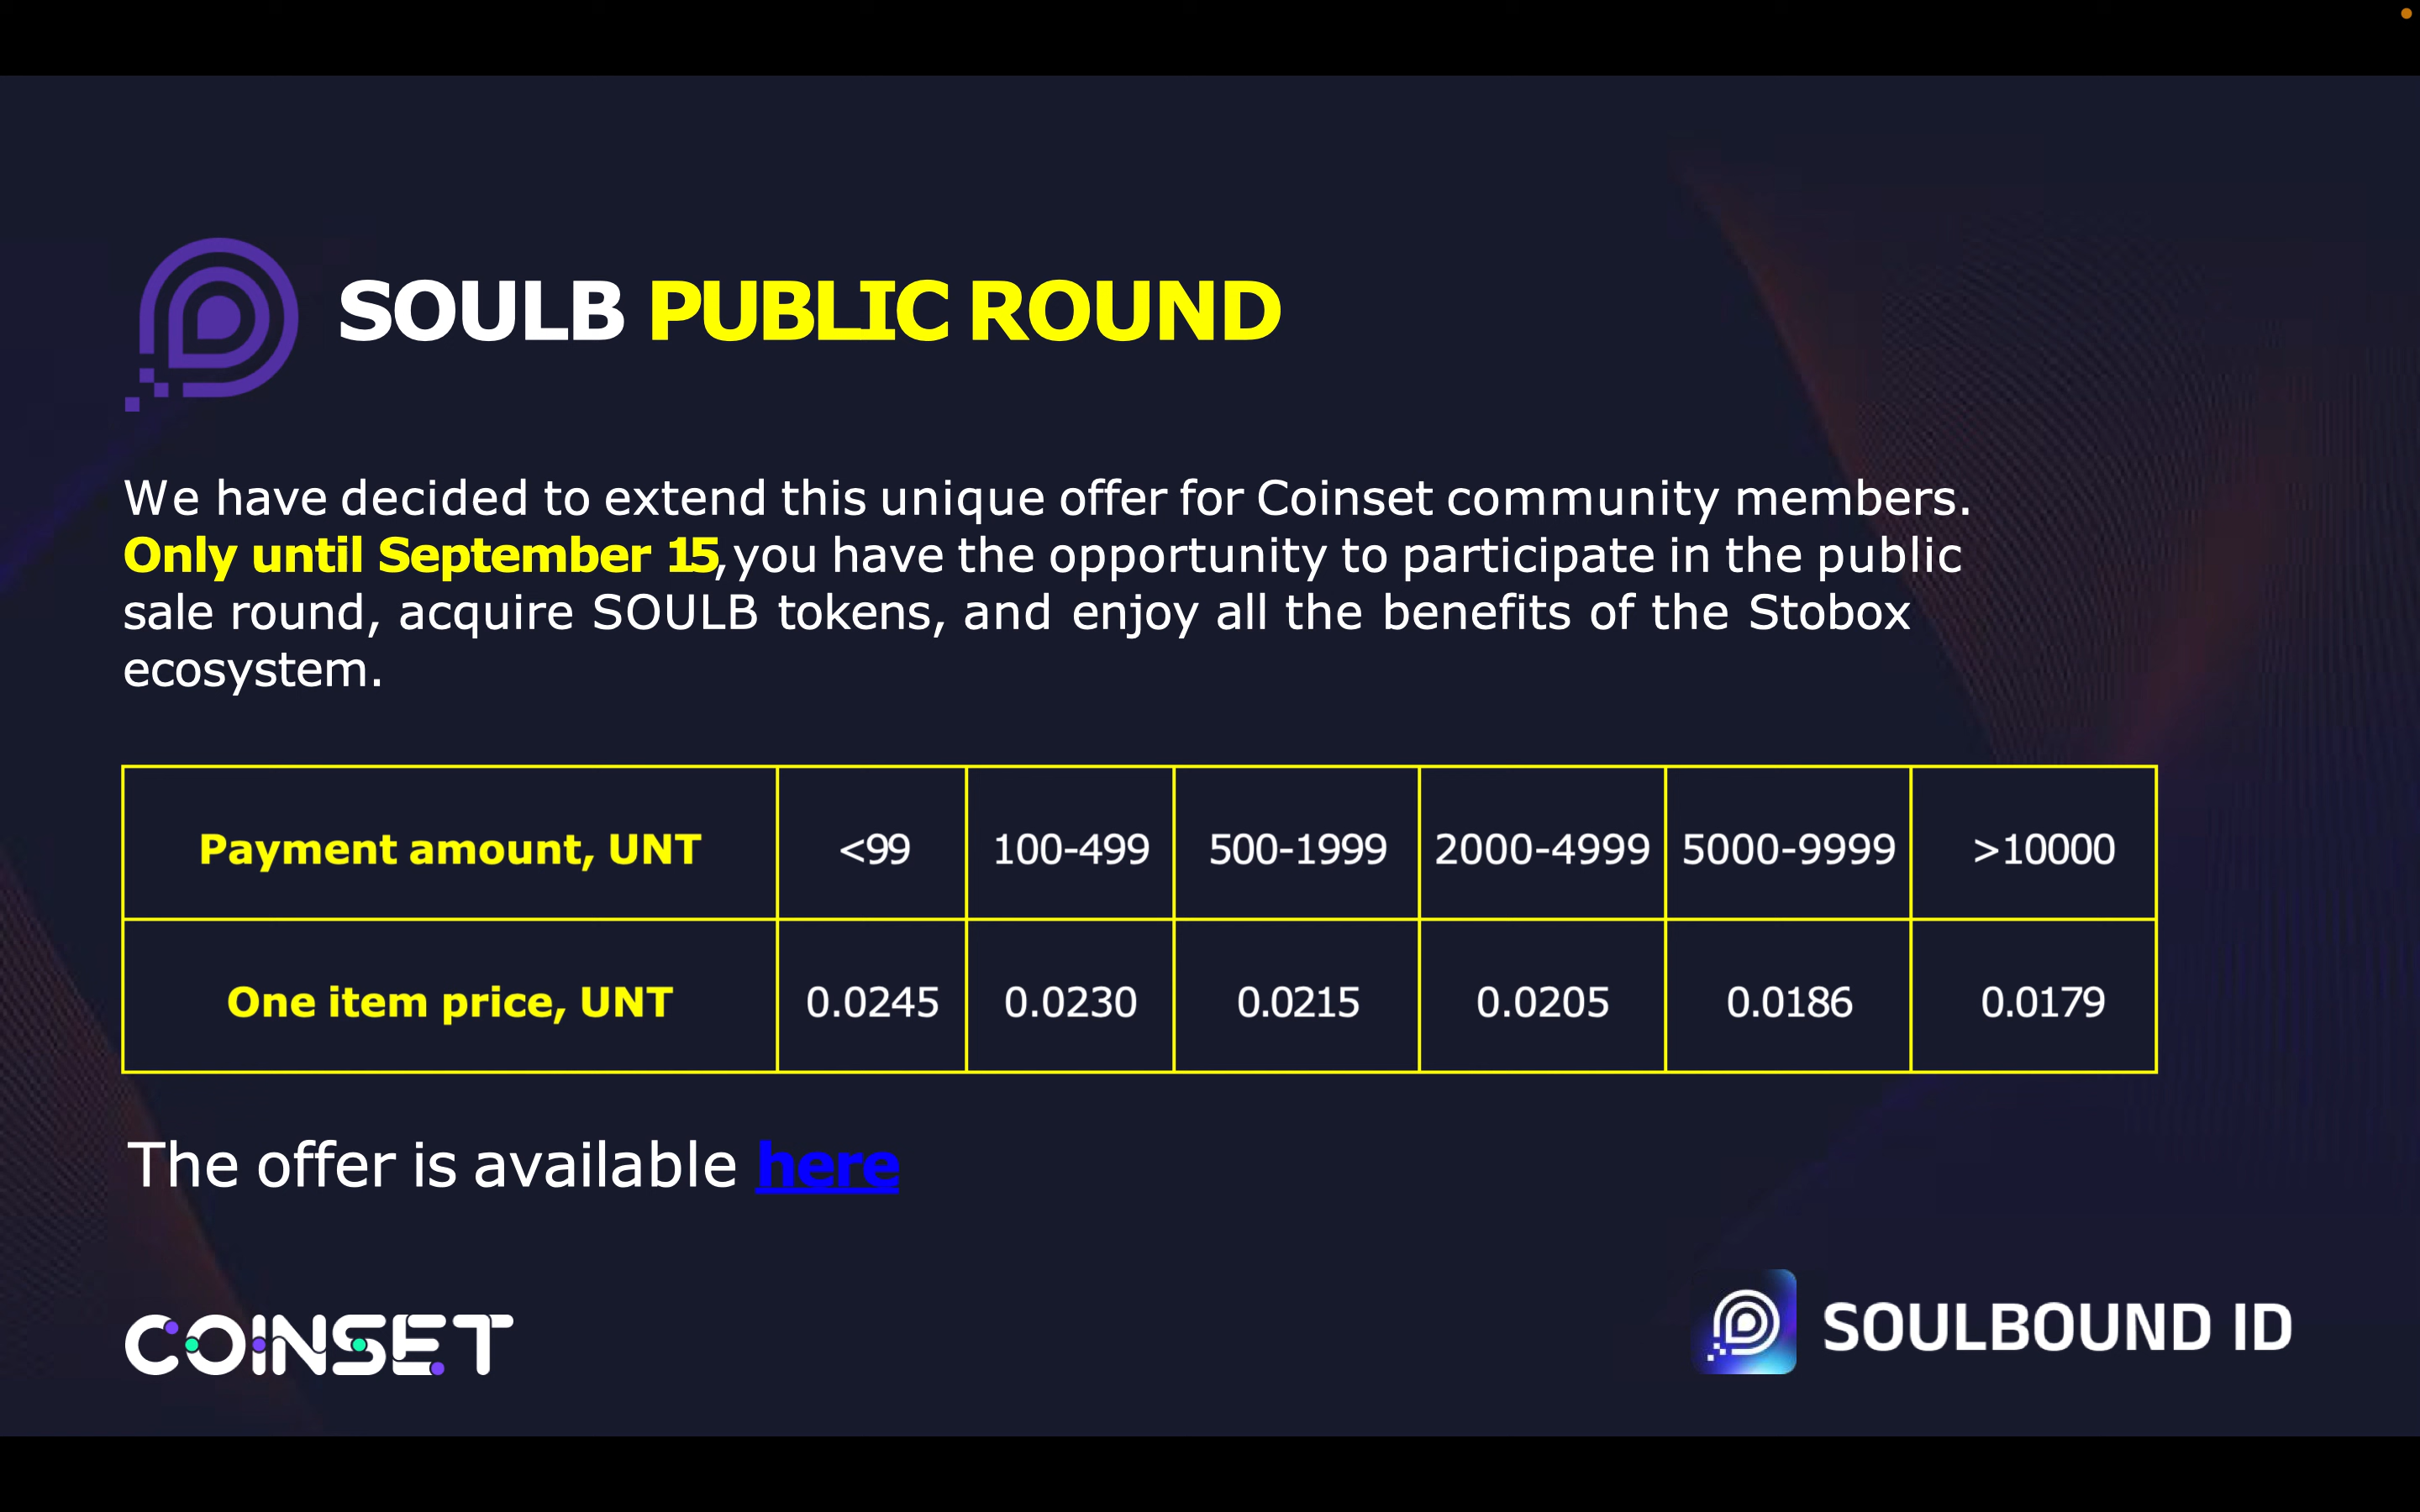 SOULB PUBLIC ROUND
We have decided to extend this unique offer for Coinset community members.
Only until September 15, you have the opportunity to participate in the public
sale round, acquire SOULB tokens, and enjoy all the benefits of the Stobox
ecosystem.
Payment amount, UNT <99 100-499 500-1999 2000-4999 5000-9999 >10000
One item price, UNT 0.0245 0.0230 0.0215 0.0205 0.0186 0.0179
The offer is available here
COINSET
SOULBOUND ID